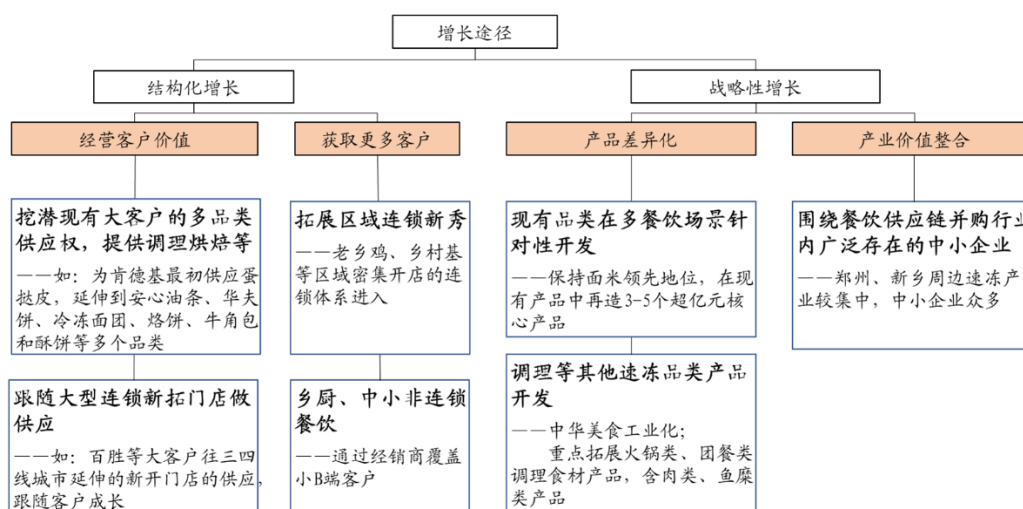 增长途径
结构化增长
战略性增长
经营客户价值
获取更多客户
产品差异化
产业价值整合
挖潜现有大客户的多品类
供应权，提供调理烘焙等
——如：为肯德基最初供应蛋
挞皮，延伸到安心油条、华夫
饼、冷冻面团、烙饼、牛角包
和酥饼等多个品类
跟随大型连锁新拓门店做
供应
——如：百胜等大客户往三四
线城市延伸的新开门店的供应，
跟随客户成长
拓展区域连锁新秀
——老乡鸡、乡村基
等区域密集开店的连
锁体系进入
乡厨、中小非连锁
餐饮
——通过经销商覆盖
小B端客户
现有品类在多餐饮场景针
对性开发
——保持面米领先地位，在现
有产品中再造3-5个超亿元核
心产品
调理等其他速冻品类产品
开发
——中华美食工业化；
重点拓展火锅类、团餐类
调理食材产品，含肉类、鱼糜
类产品
围绕餐饮供应链并购行业
内广泛存在的中小企业
——郑州、新乡周边速冻产
业较集中，中小企业众多